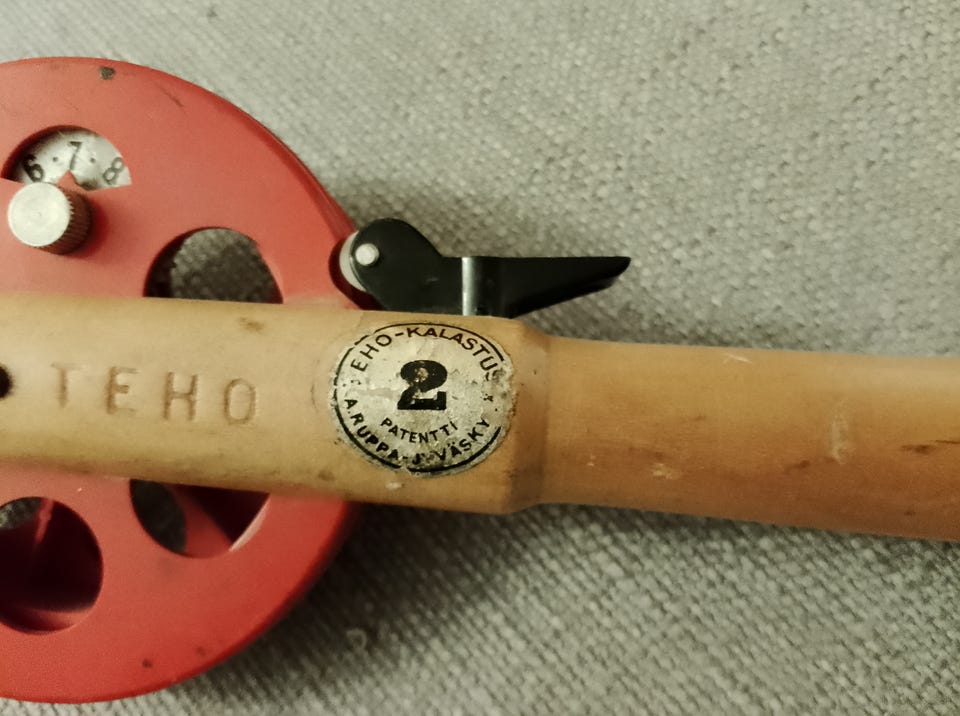 6 · 7 · 8
TEHO
TEHO-KALASTUS
2
PATENTTI
A.RUPPA-J:VÄSKY